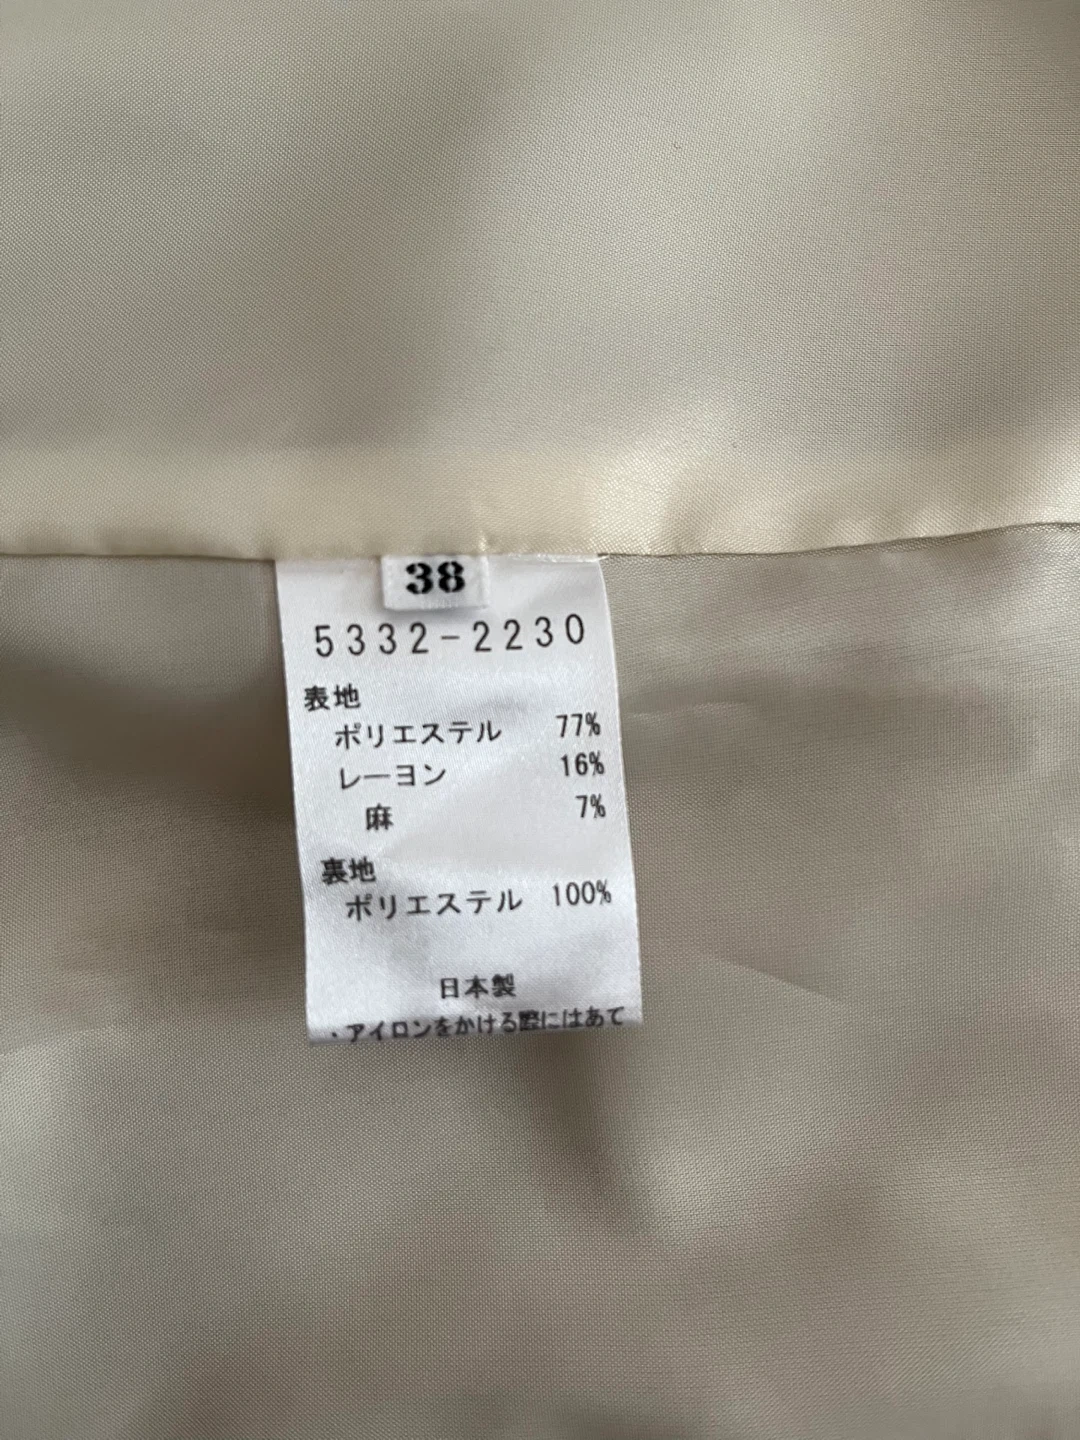 38
5332-2230
表地
ポリエステル 77%
レーヨン 16%
麻 7%
裏地
ポリエステル 100%
日本製
・アイロンをかける際にはあて